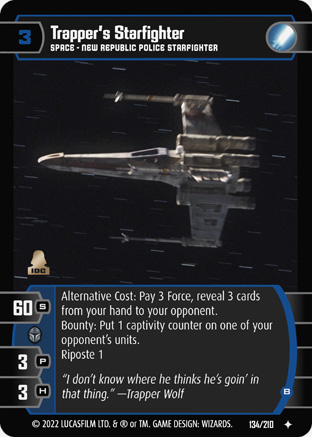 3
Trapper's Starfighter
SPACE - NEW REPUBLIC POLICE STARFIGHTER
IDC
60 S
3 P
3 H
Alternative Cost: Pay 3 Force, reveal 3 cards
from your hand to your opponent.
Bounty: Put 1 captivity counter on one of your
opponent's units.
Riposte 1
"I don't know where he thinks he's goin' in
that thing." —Trapper Wolf
B
© 2022 LUCASFILM LTD. & ® or TM. GAME DESIGN: WIZARDS. 134/210